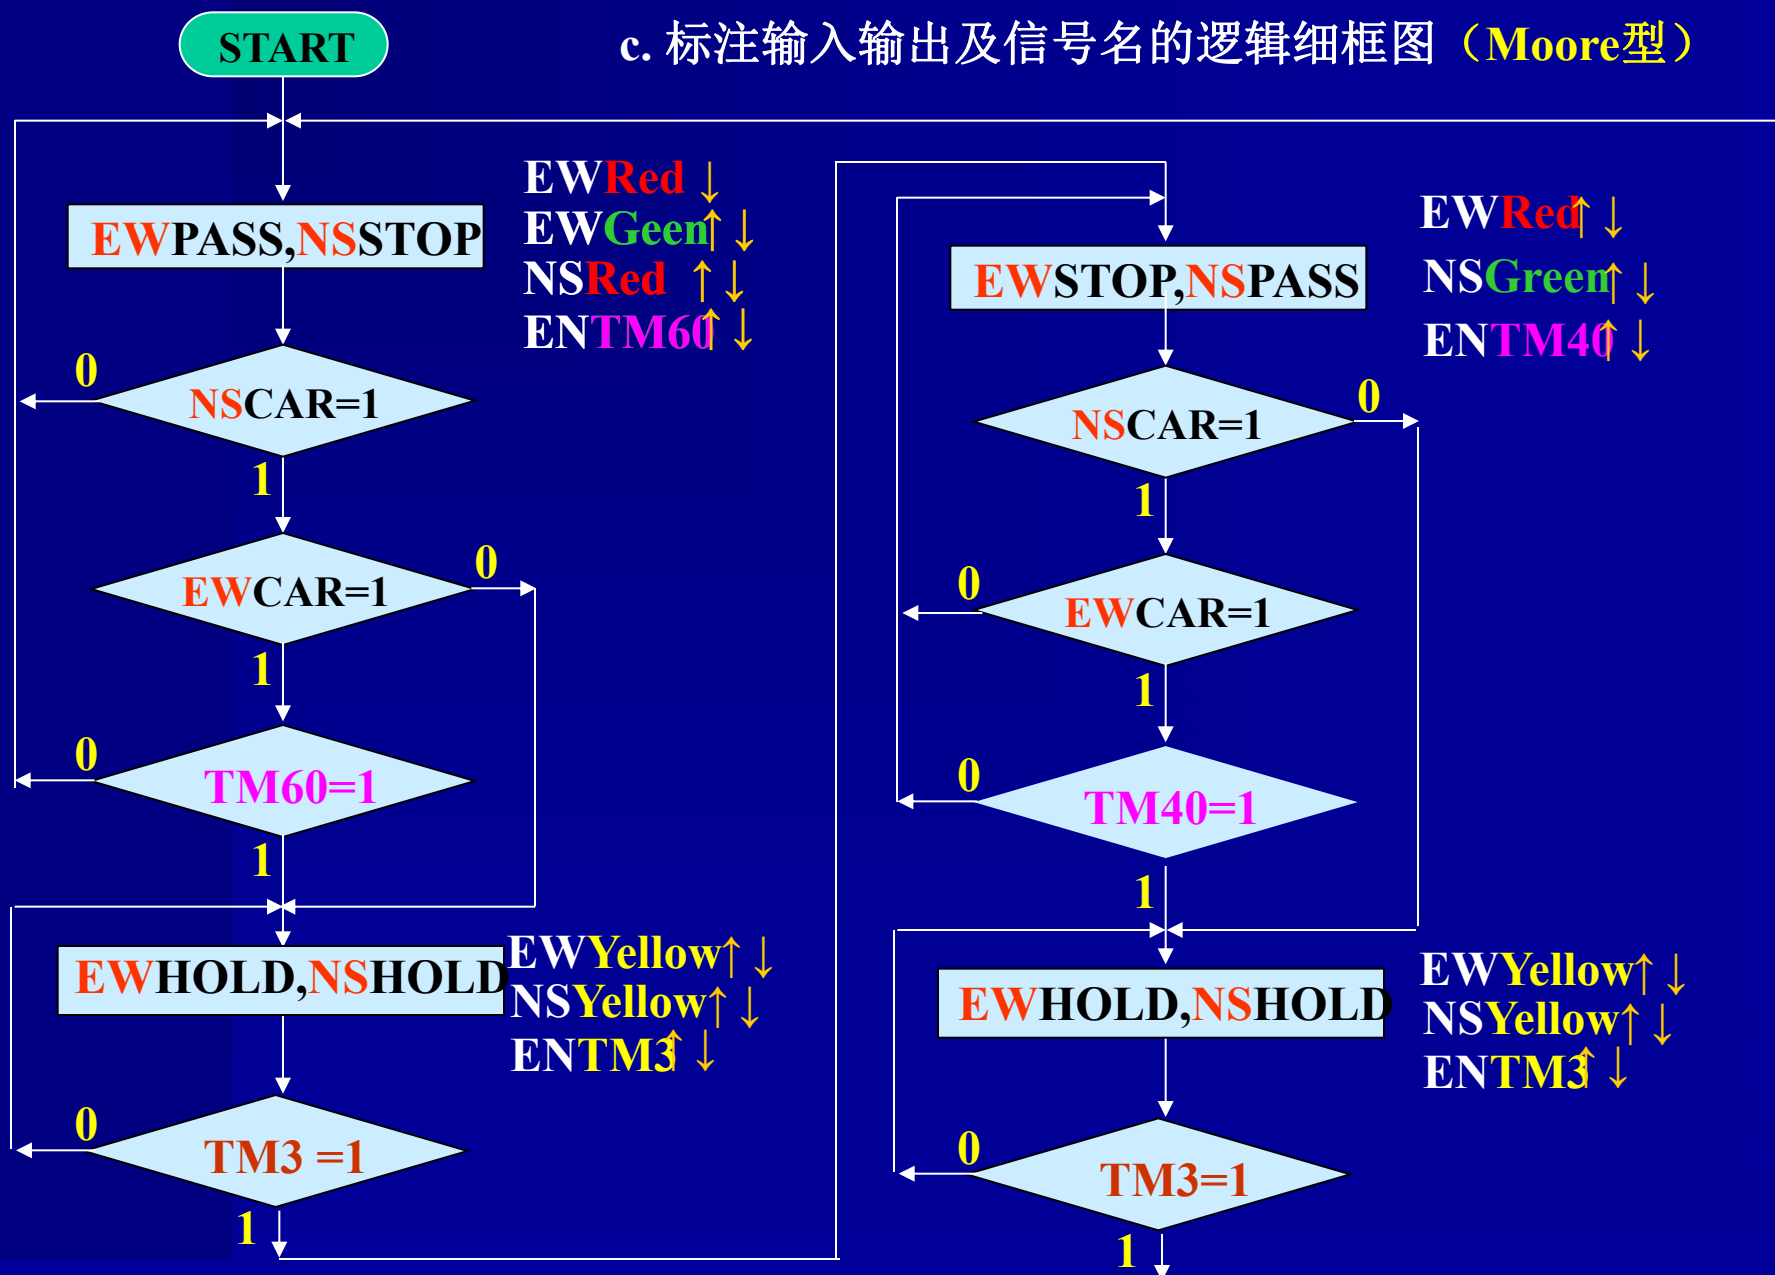 START
c. 标注输入输出及信号名的逻辑细框图（Moore型）
EWPASS,NSSTOP
EWRed ↓
EWGeen↑ ↓
NSRed ↑↓
ENTM60↑ ↓
NSCAR=1
0
1
EWCAR=1
0
1
TM60=1
0
1
EWHOLD,NSHOLD
EWYellow↑ ↓
NSYellow↑ ↓
ENTM3↑ ↓
TM3 =1
0
1
EWSTOP,NSPASS
EWRed↑ ↓
NSGreen↑ ↓
ENTM40↑ ↓
NSCAR=1
0
1
EWCAR=1
0
1
TM40=1
0
1
EWHOLD,NSHOLD
EWYellow↑ ↓
NSYellow↑ ↓
ENTM3↑ ↓
TM3=1
0
1